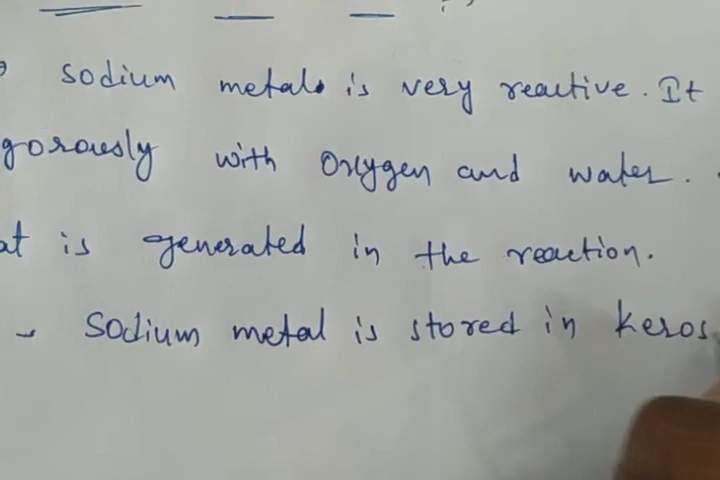 sodium metal is very reactive. It
gorously with oxygen and water.
at is generated in the reaction.
- Sodium metal is stored in keros